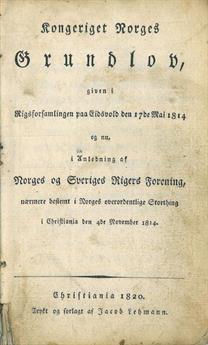 Kongeriget Norges
Grundlov,
given i
Rigsforsamlingen paa Eidsvold den 17de Mai 1814
og nu,
i Anledning af
Norges og Sveriges Rigers Forening,
nærmere bestemt i Norges overordentlige Storthing
i Christiania den 4de November 1814.
Christiania 1820.
Trykt og forlagt af Jacob Lehmann.